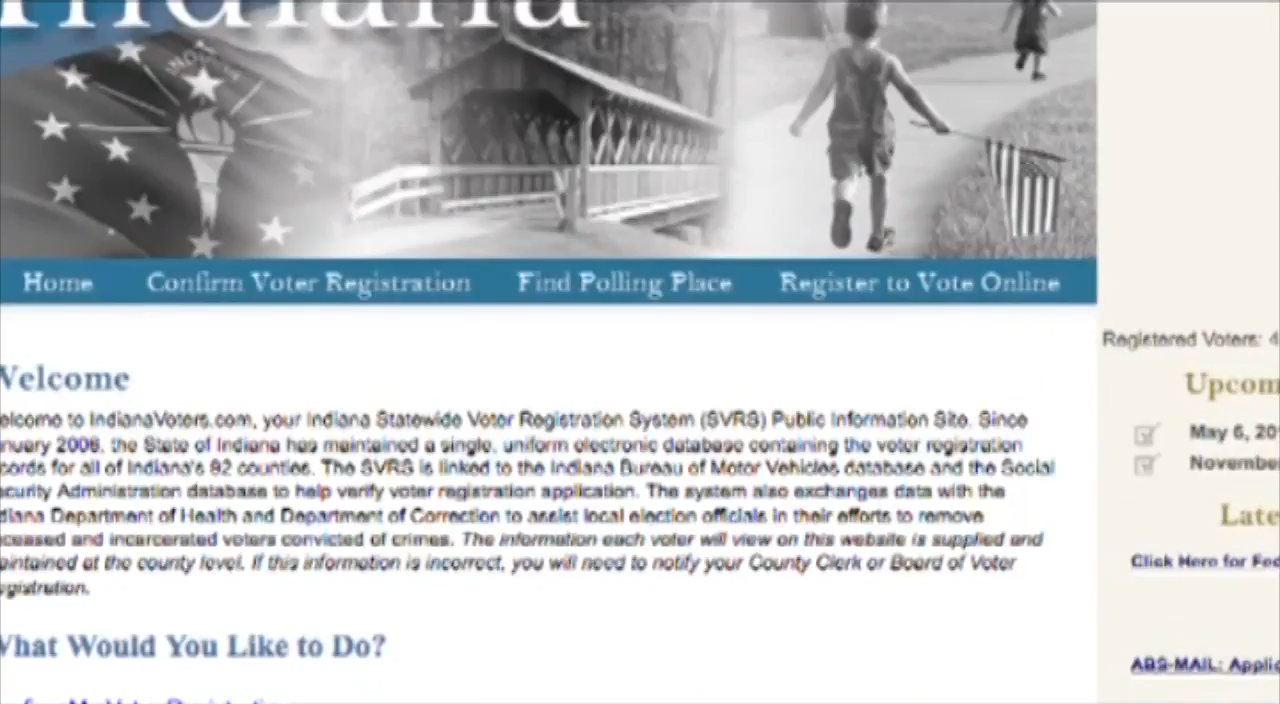 Indiana
Home
Confirm Voter Registration
Find Polling Place
Register to Vote Online
Registered Voters: 4
Velcome
Upcom
elcome to IndianaVoters.com, your Indiana Statewide Voter Registration System (SVRS) Public Information Site. Since
nuary 2006, the State of Indiana has maintained a single, uniform electronic database containing the voter registration
cords for all of Indiana's 92 counties. The SVRS is linked to the Indiana Bureau of Motor Vehicles database and the Social
ecurity Administration database to help verify voter registration application. The system also exchanges data with the
diana Department of Health and Department of Correction to assist local election officials in their efforts to remove
ceased and incarcerated voters convicted of crimes. The information each voter will view on this website is supplied and
aintained at the county level. If this information is incorrect, you will need to notify your County Clerk or Board of Voter
egistration.
May 6, 20
November
Late
Click Here for Fed
What Would You Like to Do?
ABS-MAIL: Applic